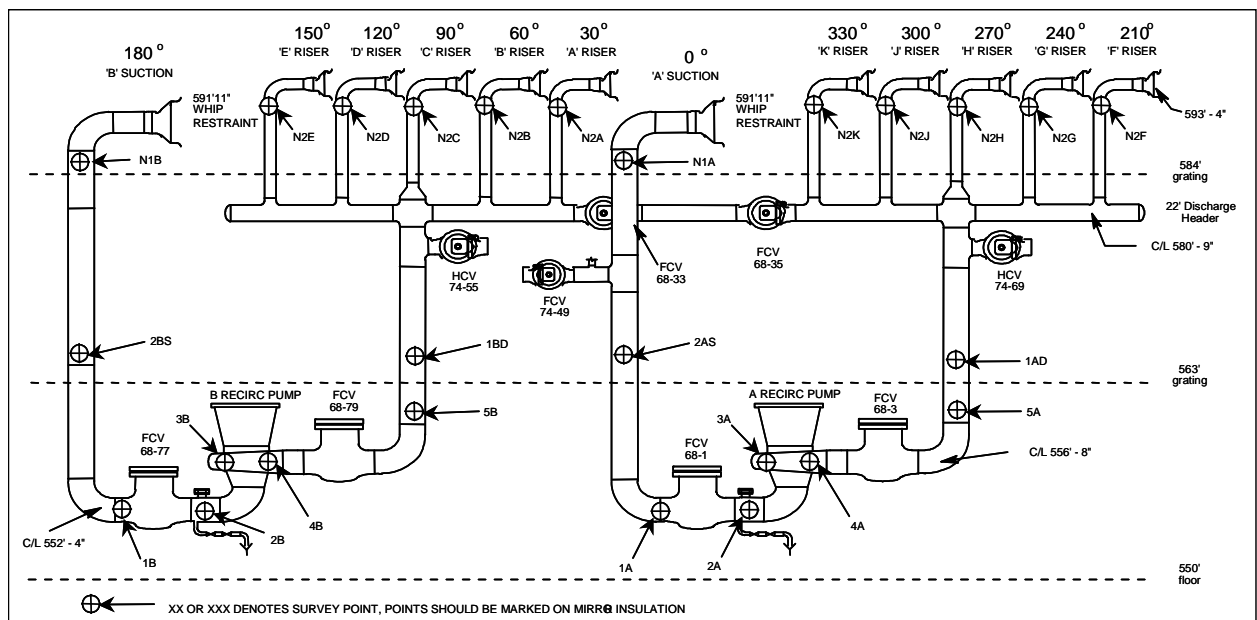 180 °
'B' SUCTION
150 °
'E' RISER
120 °
'D' RISER
90 °
'C' RISER
60 °
'B' RISER
30 °
'A' RISER
0 °
'A' SUCTION
330 °
'K' RISER
300 °
'J' RISER
270 °
'H' RISER
240 °
'G' RISER
210 °
'F' RISER
591'11"
WHIP
RESTRAINT
591'11"
WHIP
RESTRAINT
593' - 4"
N2E
N2D
N2C
N2B
N2A
N2K
N2J
N2H
N2G
N2F
N1B
N1A
584'
grating
22' Discharge
Header
C/L 580' - 9"
HCV
74-55
FCV
74-49
FCV
68-33
FCV
68-35
HCV
74-69
2BS
1BD
2AS
1AD
563'
grating
B RECIRC PUMP
FCV
68-79
5B
A RECIRC PUMP
FCV
68-3
5A
3B
3A
FCV
68-77
FCV
68-1
C/L 556' - 8"
4B
4A
2B
C/L 552' - 4"
1B
1A
2A
550'
floor
XX OR XXX DENOTES SURVEY POINT, POINTS SHOULD BE MARKED ON MIRROR INSULATION